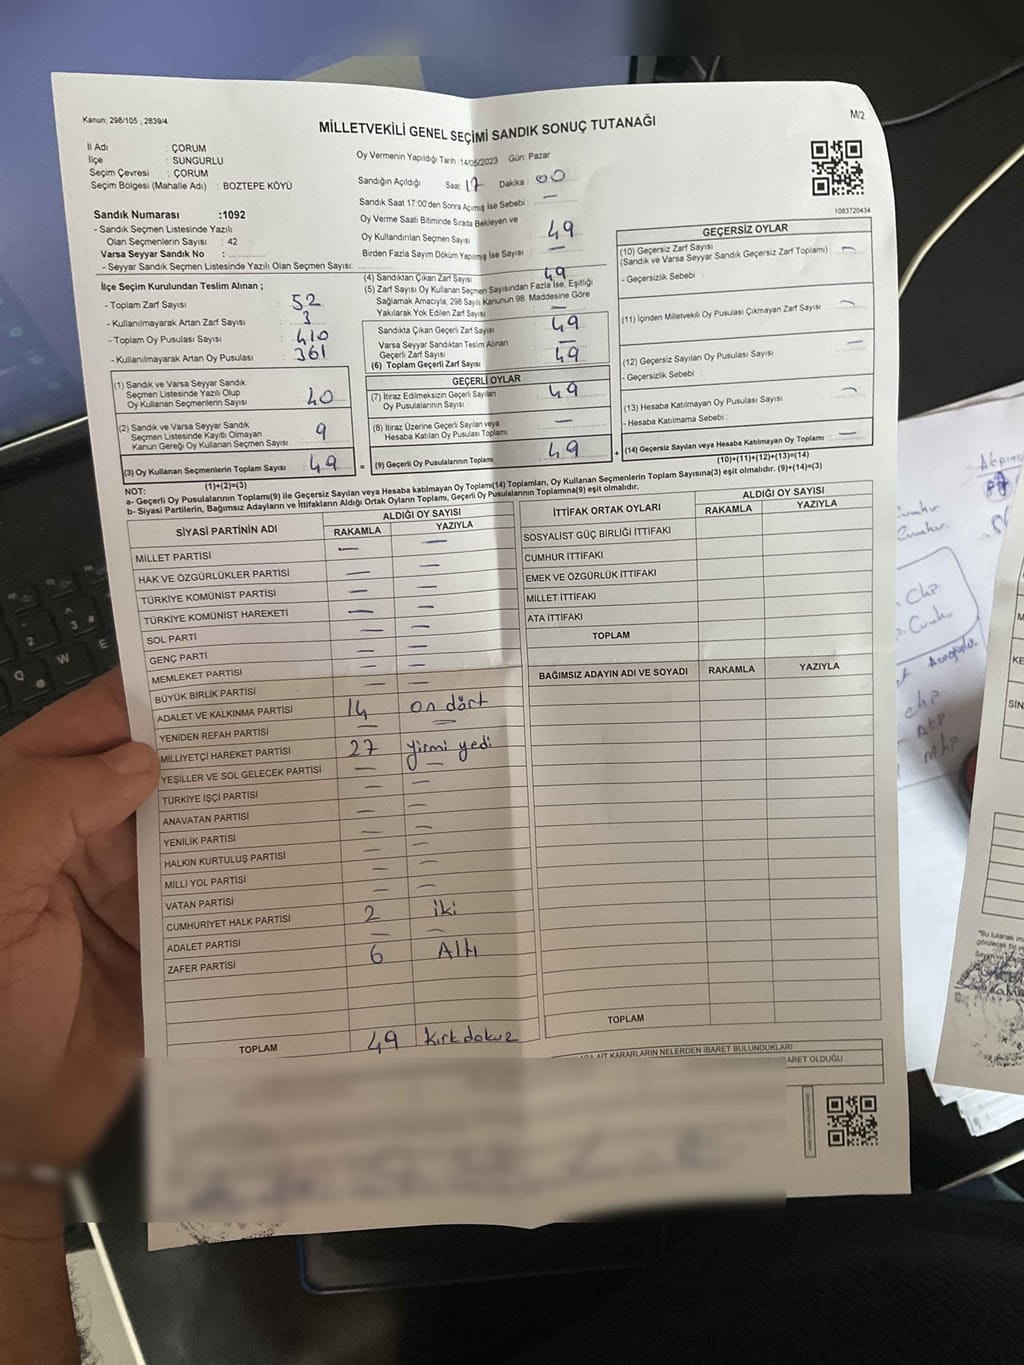 Kanun: 298/105 , 2839/4
MİLLETVEKİLİ GENEL SEÇİMİ SANDIK SONUÇ TUTANAĞI
M/2
İl Adı : ÇORUM
İlçe : SUNGURLU
Seçim Çevresi : ÇORUM
Seçim Bölgesi (Mahalle Adı) : BOZTEPE KÖYÜ
Oy Vermenin Yapıldığı Tarih :14/05/2023 Gün: Pazar
Sandığın Açıldığı Saat: 17 Dakika : 00
Sandık Saat 17:00'den Sonra Açımış İse Sebebi : —
Oy Verme Saati Bitiminde Sırada Bekleyen ve
Oy Kullandırılan Seçmen Sayısı : 49
Birden Fazla Sayım Döküm Yapılmış İse Sayısı : —
1083720434
Sandık Numarası :1092
- Sandık Seçmen Listesinde Yazılı
Olan Seçmenlerin Sayısı : 42
Varsa Seyyar Sandık No :
- Seyyar Sandık Seçmen Listesinde Yazılı Olan Seçmen Sayısı:
İlçe Seçim Kurulundan Teslim Alınan ;
- Toplam Zarf Sayısı : 52
- Kullanılmayarak Artan Zarf Sayısı : 3
- Toplam Oy Pusulası Sayısı : 410
- Kullanılmayarak Artan Oy Pusulası : 361
(1) Sandık ve Varsa Seyyar Sandık
Seçmen Listesinde Yazılı Olup
Oy Kullanan Seçmenlerin Sayısı : 40
(2) Sandık ve Varsa Seyyar Sandık
Seçmen Listesinde Kayıtlı Olmayan
Kanun Gereği Oy Kullanan Seçmen Sayısı : 9
(3) Oy Kullanan Seçmenlerin Toplam Sayısı : 49
(1)+(2)=(3)
(4) Sandıktan Çıkan Zarf Sayısı : 49
(5) Zarf Sayısı Oy Kullanan Seçmen Sayısından Fazla İse, Eşitliği
Sağlamak Amacıyla, 298 Sayılı Kanunun 98. Maddesine Göre
Yakılarak Yok Edilen Zarf Sayısı : —
Sandıkta Çıkan Geçerli Zarf Sayısı : 49
Varsa Seyyar Sandıktan Teslim Alınan
Geçerli Zarf Sayısı : —
(6) Toplam Geçerli Zarf Sayısı : 49
GEÇERLİ OYLAR
(7) İtiraz Edilmeksizin Geçerli Sayılan
Oy Pusulalarının Sayısı : 49
(8) İtiraz Üzerine Geçerli Sayılan veya
Hesaba Katılan Oy Pusulası Toplamı : —
= (9) Geçerli Oy Pusulalarının Toplamı : 49
GEÇERSİZ OYLAR
(10) Geçersiz Zarf Sayısı : —
(Sandık ve Varsa Seyyar Sandık Geçersiz Zarf Toplamı)
- Geçersizlik Sebebi :
(11) İçinden Milletvekili Oy Pusulası Çıkmayan Zarf Sayısı : —
(12) Geçersiz Sayılan Oy Pusulası Sayısı : —
- Geçersizlik Sebebi :
(13) Hesaba Katılmayan Oy Pusulası Sayısı : —
- Hesaba Katılmama Sebebi :
+ (14) Geçersiz Sayılan veya Hesaba Katılmayan Oy Toplamı : —
(10)+(11)+(12)+(13)=(14)
NOT:
a- Geçerli Oy Pusulalarının Toplamı(9) ile Geçersiz Sayılan veya Hesaba katılmayan Oy Toplamı(14) Toplamları, Oy Kullanan Seçmenlerin Toplam Sayısına(3) eşit olmalıdır. (9)+(14)=(3)
b- Siyasi Partilerin, Bağımsız Adayların ve İttifakların Aldığı Ortak Oyların Toplamı, Geçerli Oy Pusulalarının Toplamına(9) eşit olmalıdır.
SİYASİ PARTİNİN ADI ALDIĞI OY SAYISI
RAKAMLA YAZIYLA
MİLLET PARTİSİ — —
HAK VE ÖZGÜRLÜKLER PARTİSİ — —
TÜRKİYE KOMÜNİST PARTİSİ — —
TÜRKİYE KOMÜNİST HAREKETİ — —
SOL PARTİ — —
GENÇ PARTİ — —
MEMLEKET PARTİSİ — —
BÜYÜK BİRLİK PARTİSİ — —
ADALET VE KALKINMA PARTİSİ 14 on dört
YENİDEN REFAH PARTİSİ — —
MİLLİYETÇİ HAREKET PARTİSİ 27 yirmi yedi
YEŞİLLER VE SOL GELECEK PARTİSİ — —
TÜRKİYE İŞÇİ PARTİSİ — —
ANAVATAN PARTİSİ — —
YENİLİK PARTİSİ — —
HALKIN KURTULUŞ PARTİSİ — —
MİLLİ YOL PARTİSİ — —
VATAN PARTİSİ — —
CUMHURİYET HALK PARTİSİ 2 iki
ADALET PARTİSİ — —
ZAFER PARTİSİ 6 Altı
TOPLAM 49 kırk dokuz
İTTİFAK ORTAK OYLARI ALDIĞI OY SAYISI
RAKAMLA YAZIYLA
SOSYALİST GÜÇ BİRLİĞİ İTTİFAKI
CUMHUR İTTİFAKI
EMEK VE ÖZGÜRLÜK İTTİFAKI
MİLLET İTTİFAKI
ATA İTTİFAKI
TOPLAM
BAĞIMSIZ ADAYIN ADI VE SOYADI RAKAMLA YAZIYLA
TOPLAM
AİT KARARLARIN NELERDEN İBARET BULUNDUKLARI
BARET OLDUĞU
Chp
chp
Akp
Mhp